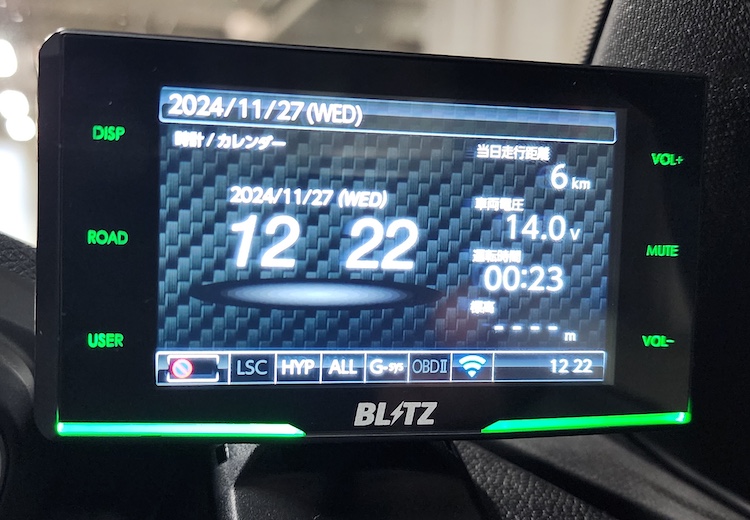 2024/11/27 (WED)
DISP
時計 / カレンダー
当日走行距離
VOL+
6 km
2024/11/27 (WED)
車両電圧
12 22
14.0 v
ROAD
MUTE
運転時間
00:23
標高
---- m
USER
VOL-
LSC HYP ALL G-sys OBDⅡ 12 22
BLITZ